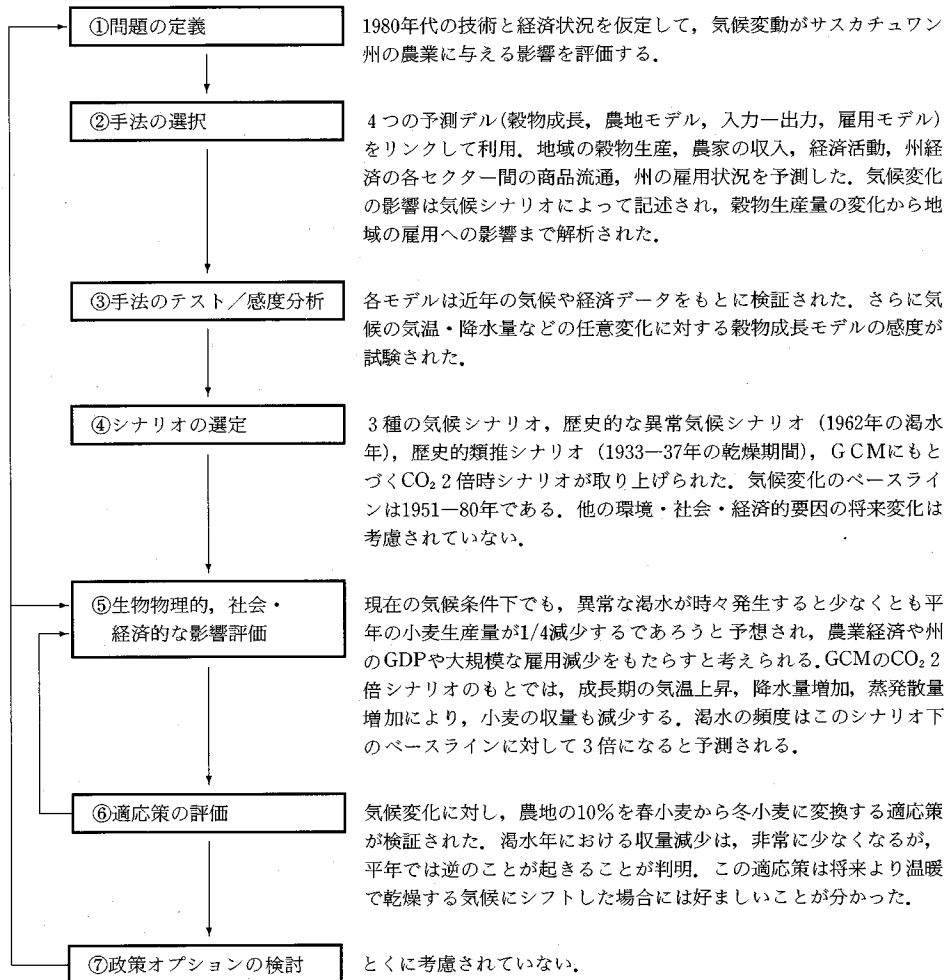 ①問題の定義
1980年代の技術と経済状況を仮定して，気候変動がサスカチュワン
州の農業に与える影響を評価する．
②手法の選択
4つの予測デル(穀物成長，農地モデル，入力―出力，雇用モデル)
をリンクして利用．地域の穀物生産，農家の収入，経済活動，州経
済の各セクター間の商品流通，州の雇用状況を予測した．気候変化
の影響は気候シナリオによって記述され，穀物生産量の変化から地
域の雇用への影響まで解析された．
③手法のテスト／感度分析
各モデルは近年の気候や経済データをもとに検証された．さらに気
候の気温・降水量などの任意変化に対する穀物成長モデルの感度が
試験された．
④シナリオの選定
3種の気候シナリオ，歴史的な異常気候シナリオ（1962年の渇水
年），歴史的類推シナリオ（1933―37年の乾燥期間），ＧＣＭにもと
づくCO₂２倍時シナリオが取り上げられた．気候変化のベースライ
ンは1951―80年である．他の環境・社会・経済的要因の将来変化は
考慮されていない．
⑤生物物理的，社会・
経済的な影響評価
現在の気候条件下でも，異常な渇水が時々発生すると少なくとも平
年の小麦生産量が1/4減少するであろうと予想され，農業経済や州
のGDPや大規模な雇用減少をもたらすと考えられる．GCMのCO₂２
倍シナリオのもとでは，成長期の気温上昇，降水量増加，蒸発散量
増加により，小麦の収量も減少する．渇水の頻度はこのシナリオ下
のベースラインに対して３倍になると予測される．
⑥適応策の評価
気候変化に対し，農地の10%を春小麦から冬小麦に変換する適応策
が検証された．渇水年における収量減少は，非常に少なくなるが，
平年では逆のことが起きることが判明．この適応策は将来より温暖
で乾燥する気候にシフトした場合には好ましいことが分かった．
⑦政策オプションの検討
とくに考慮されていない．